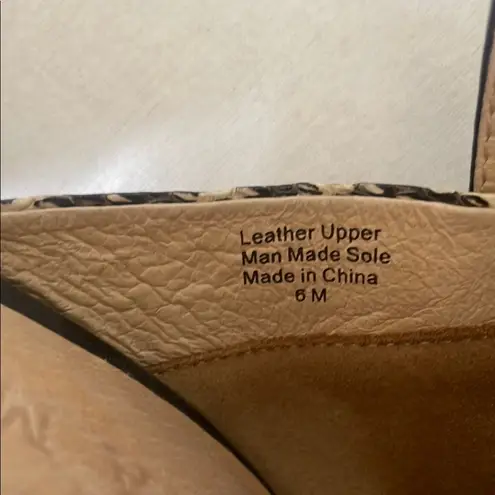 Leather Upper
Man Made Sole
Made in China
6 M